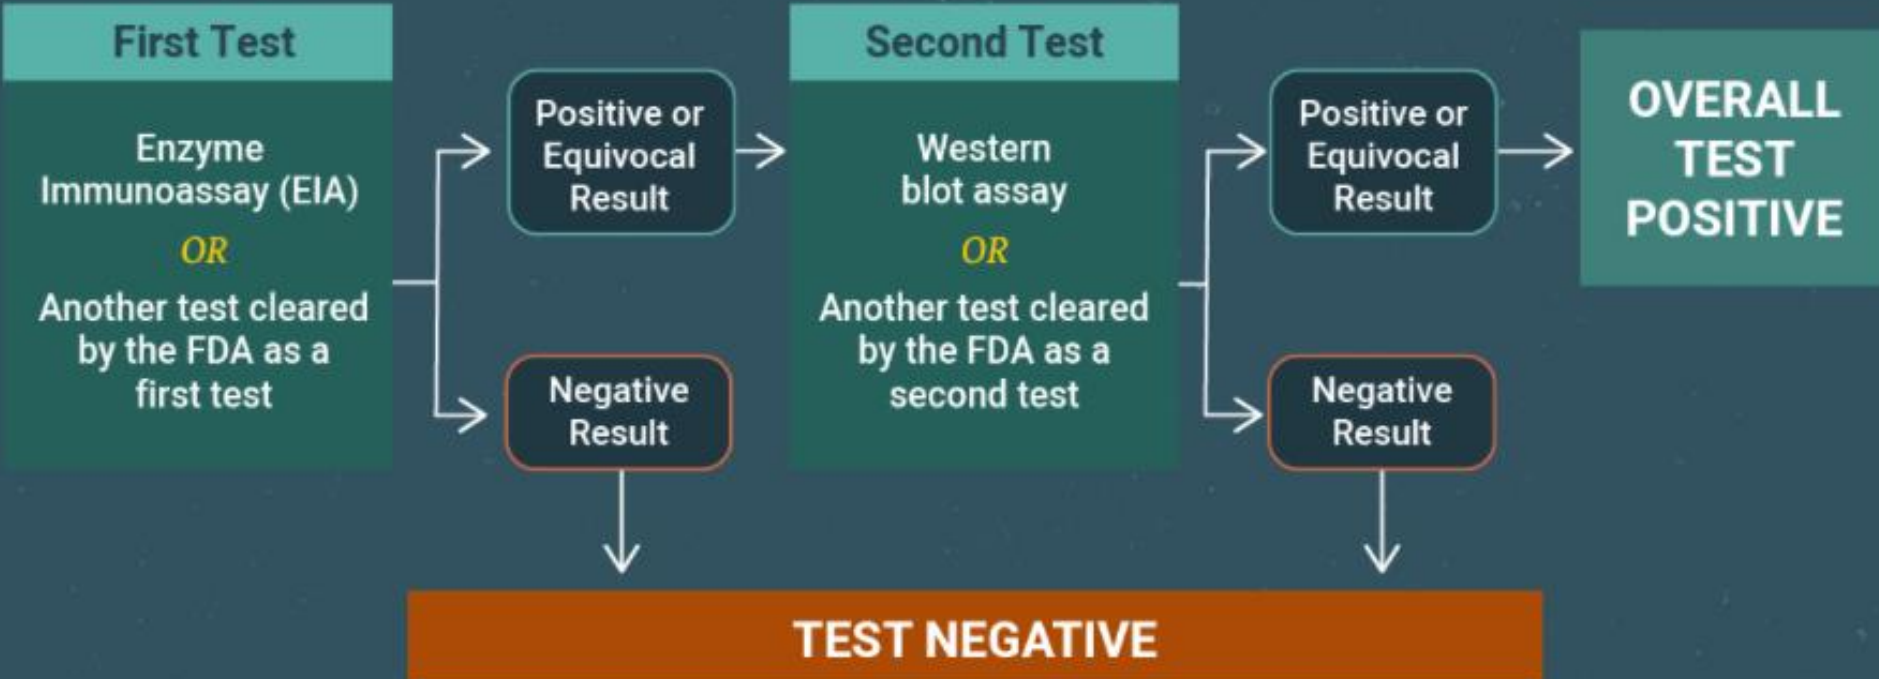 First Test
Enzyme
Immunoassay (EIA)
OR
Another test cleared
by the FDA as a
first test
Positive or
Equivocal
Result
Negative
Result
Second Test
Western
blot assay
OR
Another test cleared
by the FDA as a
second test
Positive or
Equivocal
Result
Negative
Result
OVERALL
TEST
POSITIVE
TEST NEGATIVE